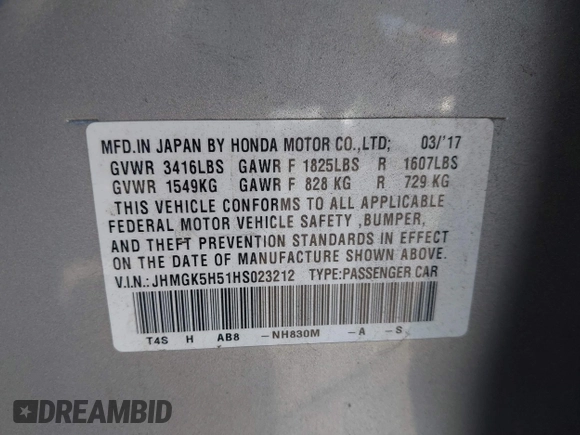 MFD.IN JAPAN BY HONDA MOTOR CO.,LTD; 03/'17
GVWR 3416LBS GAWR F 1825LBS R 1607LBS
GVWR 1549KG GAWR F 828 KG R 729 KG
THIS VEHICLE CONFORMS TO ALL APPLICABLE
FEDERAL MOTOR VEHICLE SAFETY ,BUMPER,
AND THEFT PREVENTION STANDARDS IN EFFECT
ON THE DATE OF MANUFACTURE SHOWN ABOVE.
V.I.N.:JHMGK5H51HS023212 TYPE:PASSENGER CAR
T4S H AB8 -NH830M -A -S
DREAMBID